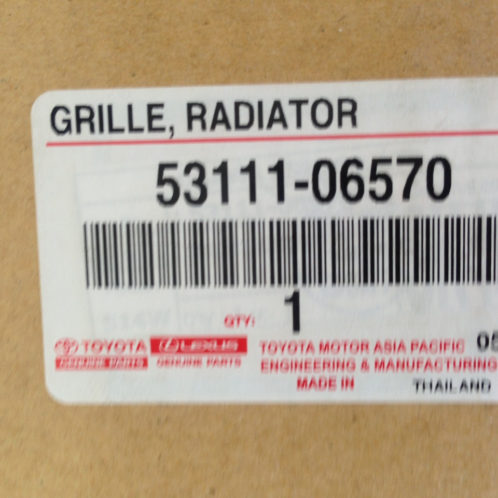 GRILLE, RADIATOR
53111-06570
QTY: 1
TOYOTA LEXUS TOYOTA MOTOR ASIA PACIFIC 05
GENUINE PARTS GENUINE PARTS ENGINEERING & MANUFACTURING
MADE IN THAILAND